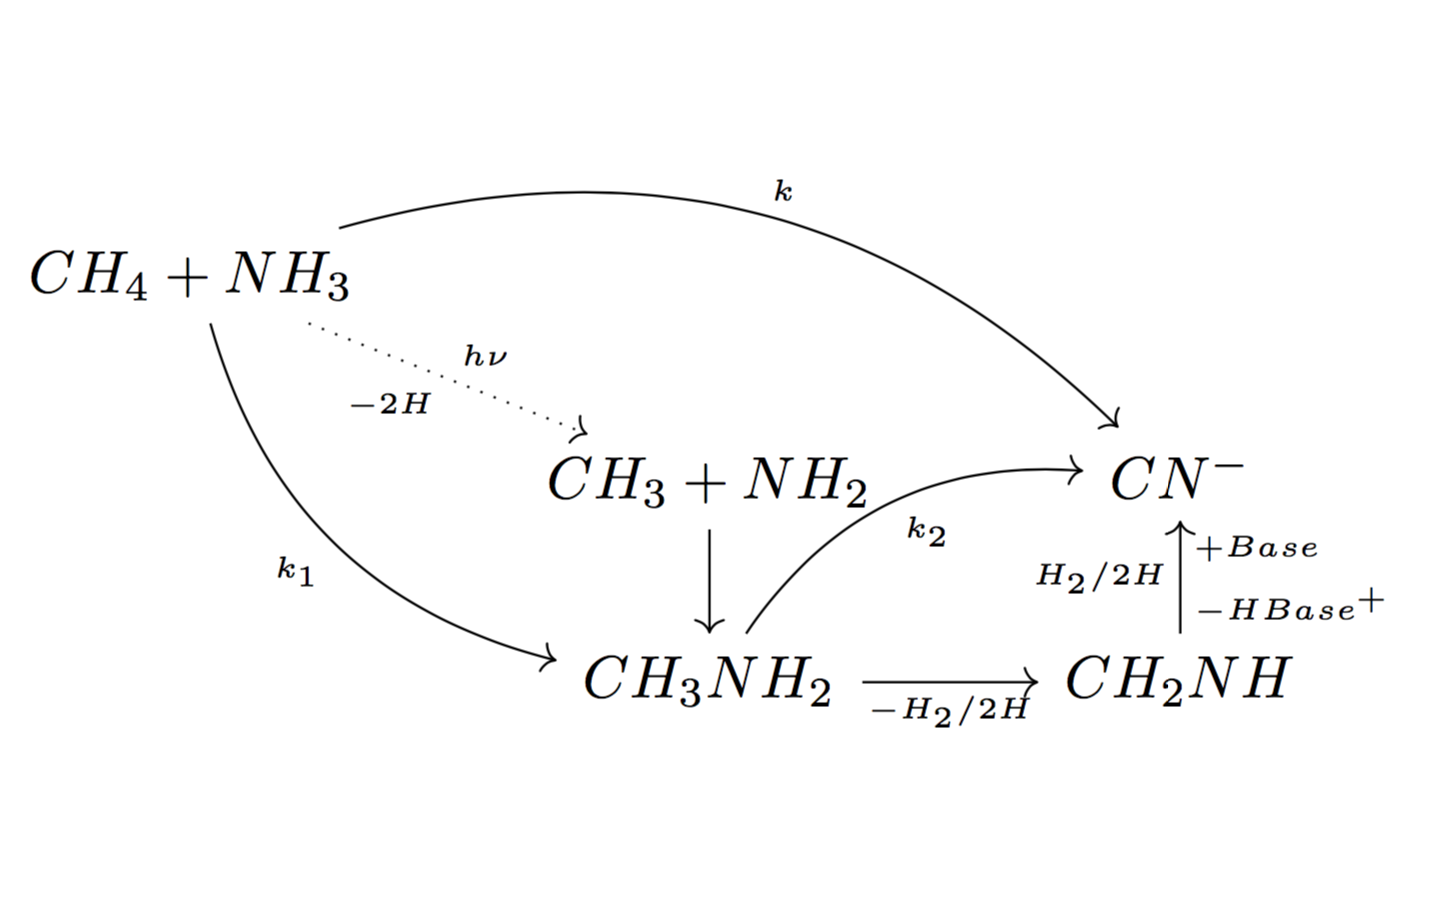 k
CH₄ + NH₃
hν
−2H
CH₃ + NH₂
CN⁻
k₂
+Base
k₁
H₂/2H
−HBase⁺
CH₃NH₂
CH₂NH
−H₂/2H